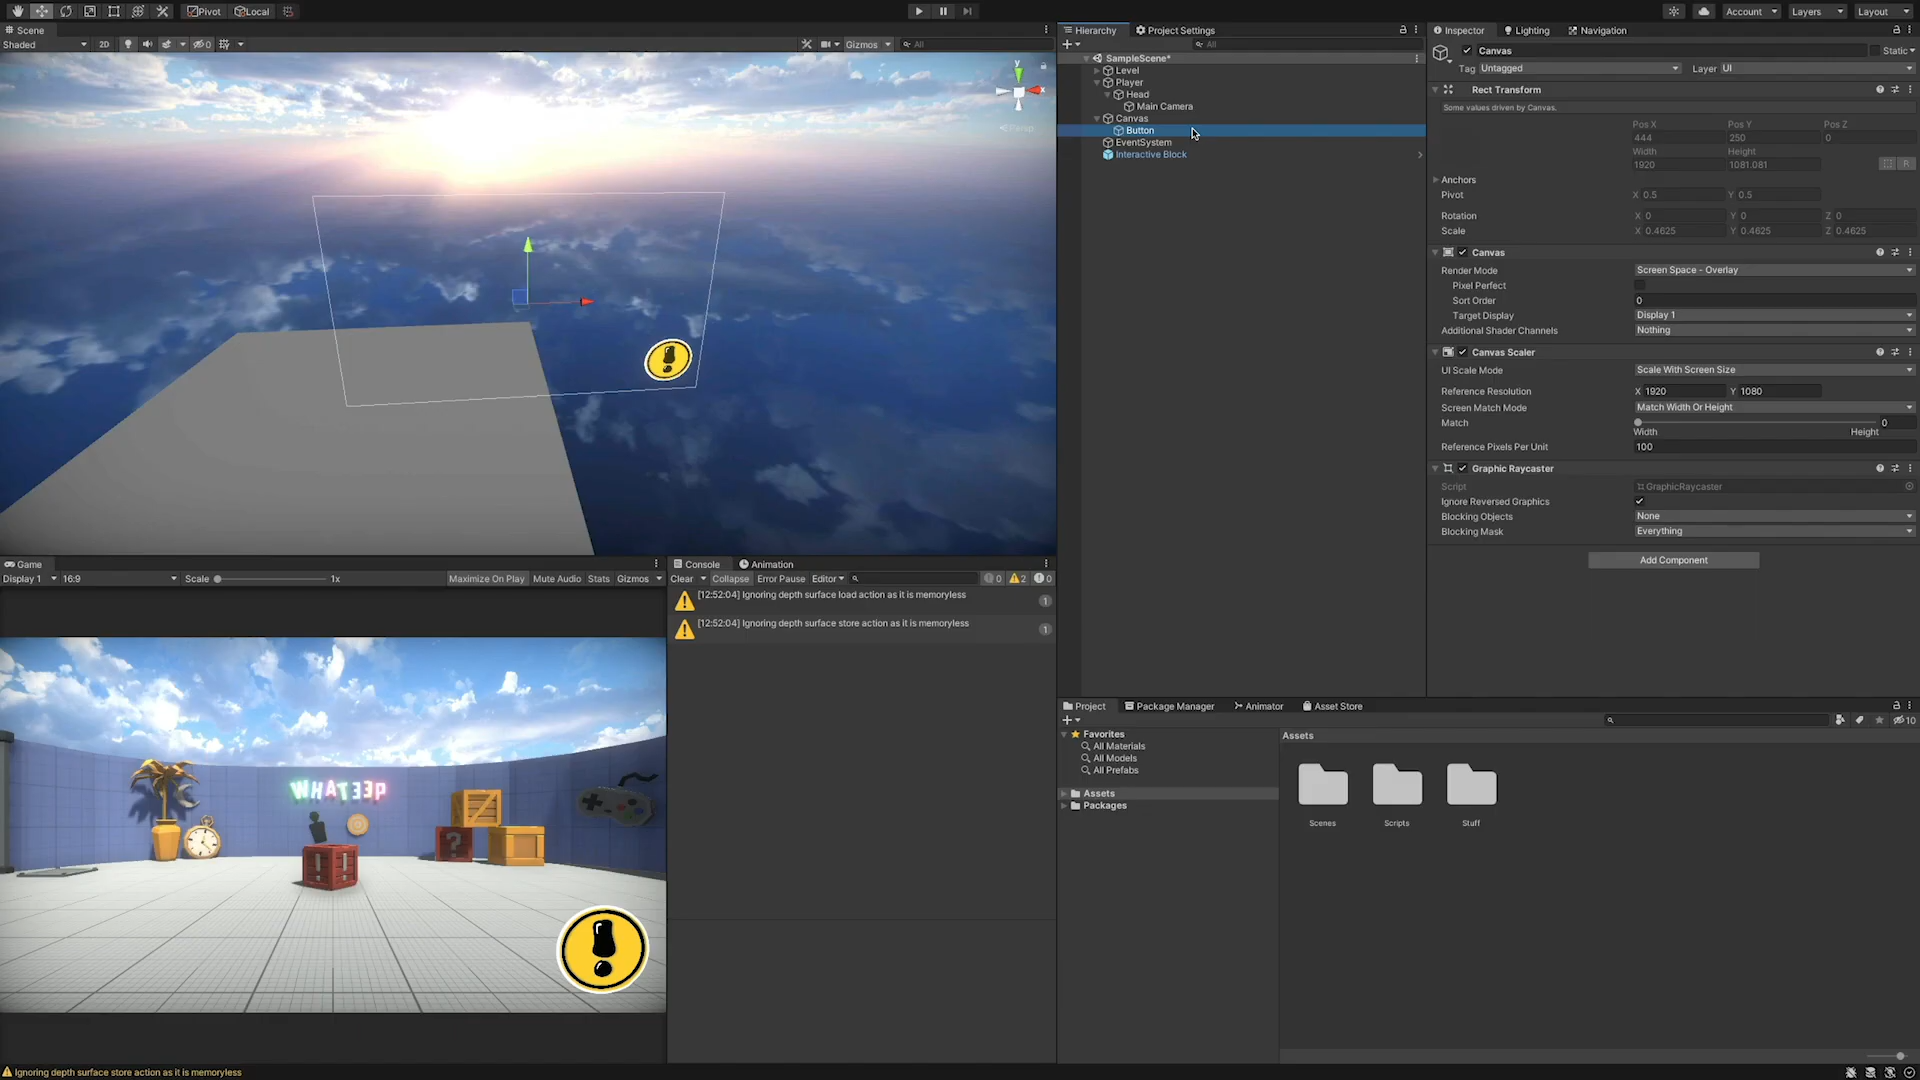 Pivot
Local
Account
Layers
Layout
Scene
Shaded
2D
0
Gizmos
All
y
x
Persp
Hierarchy
Project Settings
All
SampleScene*
Level
Player
Head
Main Camera
Canvas
Button
EventSystem
Interactive Block
Inspector
Lighting
Navigation
Canvas
Static
Tag Untagged
Layer UI
Rect Transform
Some values driven by Canvas.
Pos X Pos Y Pos Z
444 250 0
Width Height
1920 1081.081
R
Anchors
Pivot X 0.5 Y 0.5
Rotation X 0 Y 0 Z 0
Scale X 0.4625 Y 0.4625 Z 0.4625
Canvas
Render Mode Screen Space - Overlay
Pixel Perfect
Sort Order 0
Target Display Display 1
Additional Shader Channels Nothing
Canvas Scaler
UI Scale Mode Scale With Screen Size
Reference Resolution X 1920 Y 1080
Screen Match Mode Match Width Or Height
Match 0
Width Height
Reference Pixels Per Unit 100
Graphic Raycaster
Script GraphicRaycaster
Ignore Reversed Graphics
Blocking Objects None
Blocking Mask Everything
Add Component
Game
Display 1 16:9 Scale 1x Maximize On Play Mute Audio Stats Gizmos
Console
Animation
Clear Collapse Error Pause Editor 0 2 0
[12:52:04] Ignoring depth surface load action as it is memoryless 1
[12:52:04] Ignoring depth surface store action as it is memoryless 1
?
Project
Package Manager
Animator
Asset Store
10
Favorites
All Materials
All Models
All Prefabs
Assets
Packages
Assets
Scenes
Scripts
Stuff
Ignoring depth surface store action as it is memoryless